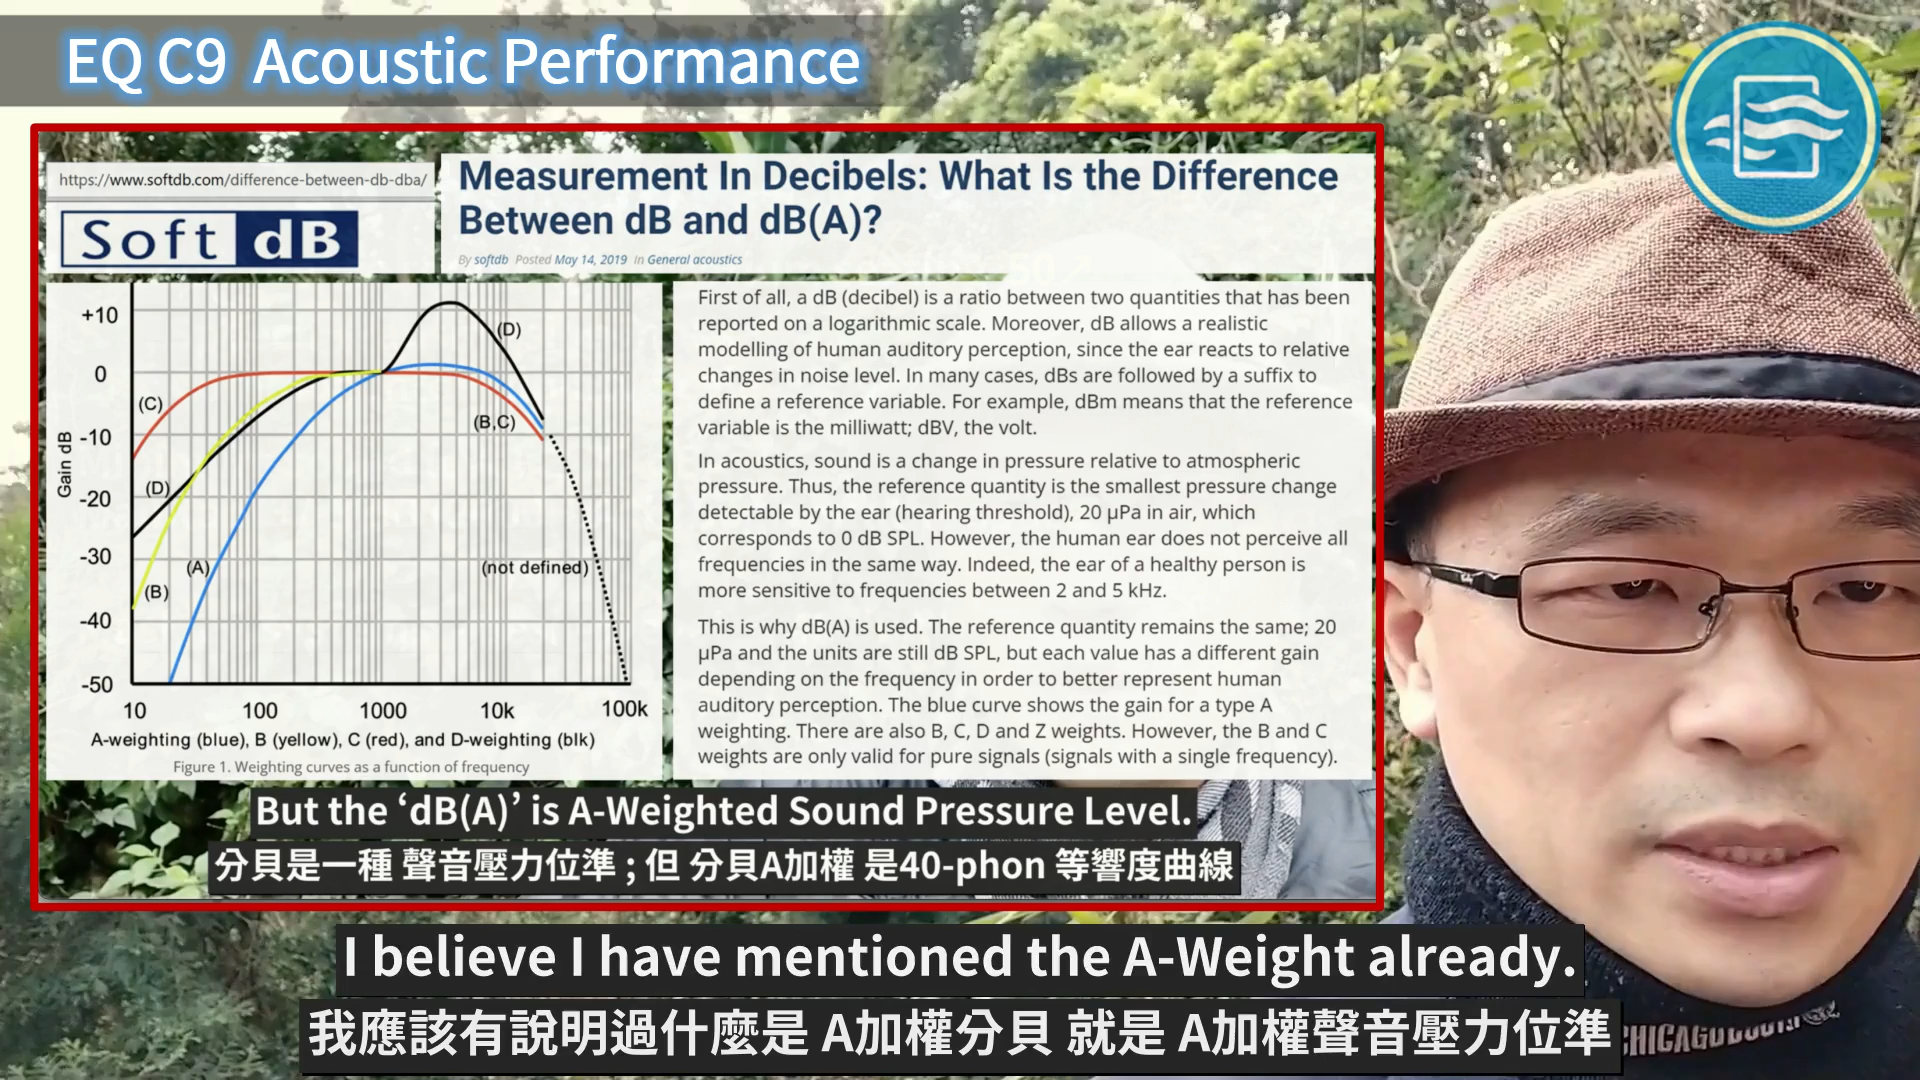 EQ C9 Acoustic Performance
https://www.softdb.com/difference-between-db-dba/
Soft dB
Measurement In Decibels: What Is the Difference
Between dB and dB(A)?
By softdb Posted May 14, 2019 In General acoustics
+10
0
-10
-20
-30
-40
-50
Gain dB
(C)
(D)
(B)
(A)
(D)
(B,C)
(not defined)
10 100 1000 10k 100k
A-weighting (blue), B (yellow), C (red), and D-weighting (blk)
Figure 1. Weighting curves as a function of frequency
First of all, a dB (decibel) is a ratio between two quantities that has been
reported on a logarithmic scale. Moreover, dB allows a realistic
modelling of human auditory perception, since the ear reacts to relative
changes in noise level. In many cases, dBs are followed by a suffix to
define a reference variable. For example, dBm means that the reference
variable is the milliwatt; dBV, the volt.
In acoustics, sound is a change in pressure relative to atmospheric
pressure. Thus, the reference quantity is the smallest pressure change
detectable by the ear (hearing threshold), 20 µPa in air, which
corresponds to 0 dB SPL. However, the human ear does not perceive all
frequencies in the same way. Indeed, the ear of a healthy person is
more sensitive to frequencies between 2 and 5 kHz.
This is why dB(A) is used. The reference quantity remains the same; 20
µPa and the units are still dB SPL, but each value has a different gain
depending on the frequency in order to better represent human
auditory perception. The blue curve shows the gain for a type A
weighting. There are also B, C, D and Z weights. However, the B and C
weights are only valid for pure signals (signals with a single frequency).
But the ‘dB(A)’ is A-Weighted Sound Pressure Level.
分貝是一種 聲音壓力位準 ; 但 分貝A加權 是40-phon 等響度曲線
I believe I have mentioned the A-Weight already.
我應該有說明過什麼是 A加權分貝 就是 A加權聲音壓力位準